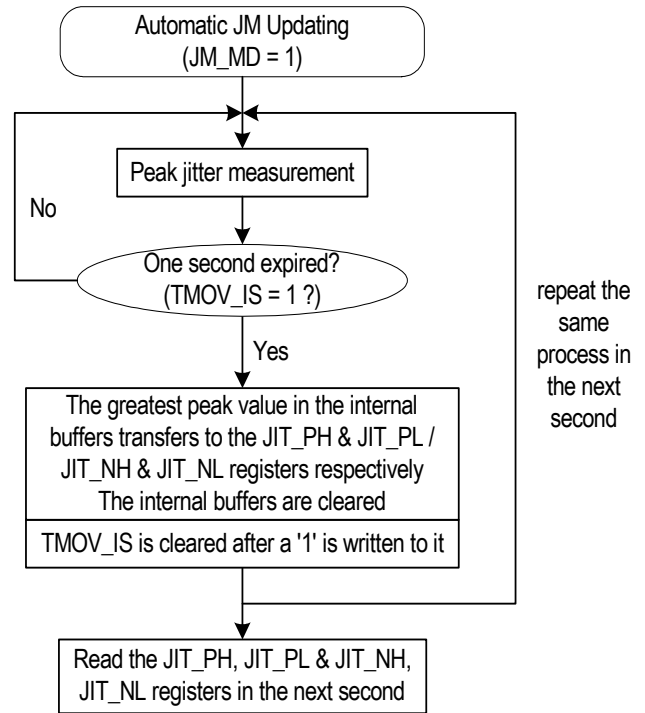 Automatic JM Updating
(JM_MD = 1)
Peak jitter measurement
No
One second expired?
(TMOV_IS = 1 ?)
Yes
repeat the
same
process in
the next
second
The greatest peak value in the internal
buffers transfers to the JIT_PH & JIT_PL /
JIT_NH & JIT_NL registers respectively
The internal buffers are cleared
TMOV_IS is cleared after a '1' is written to it
Read the JIT_PH, JIT_PL & JIT_NH,
JIT_NL registers in the next second